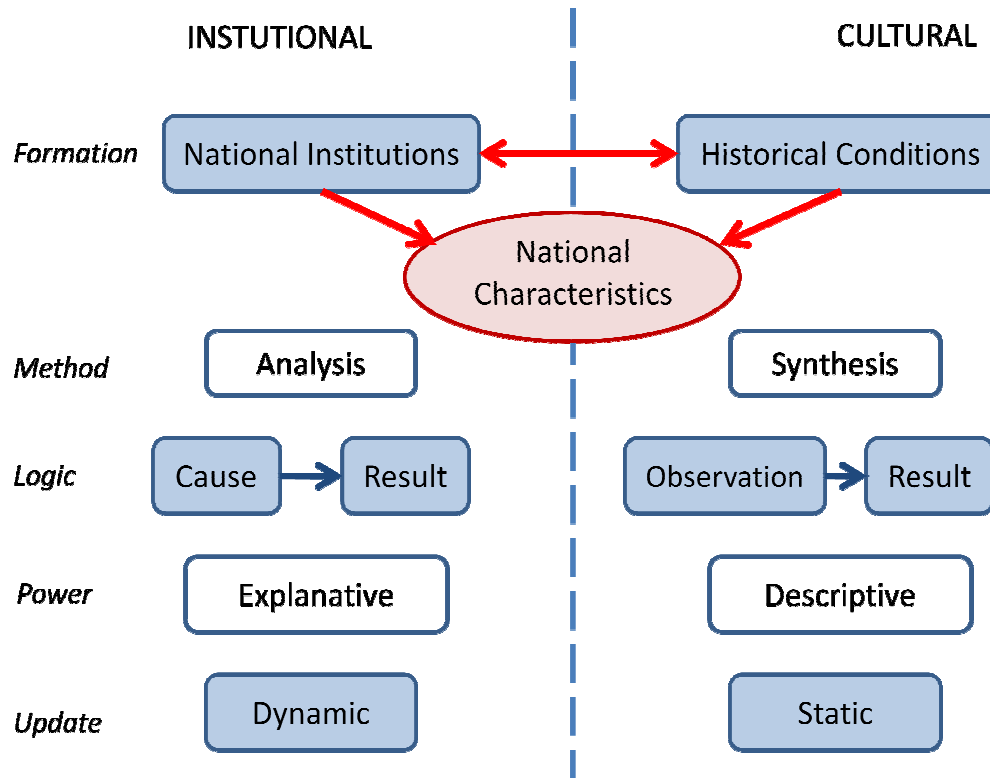 INSTUTIONAL
CULTURAL
Formation
National Institutions
Historical Conditions
National
Characteristics
Method
Analysis
Synthesis
Logic
Cause
Result
Observation
Result
Power
Explanative
Descriptive
Update
Dynamic
Static